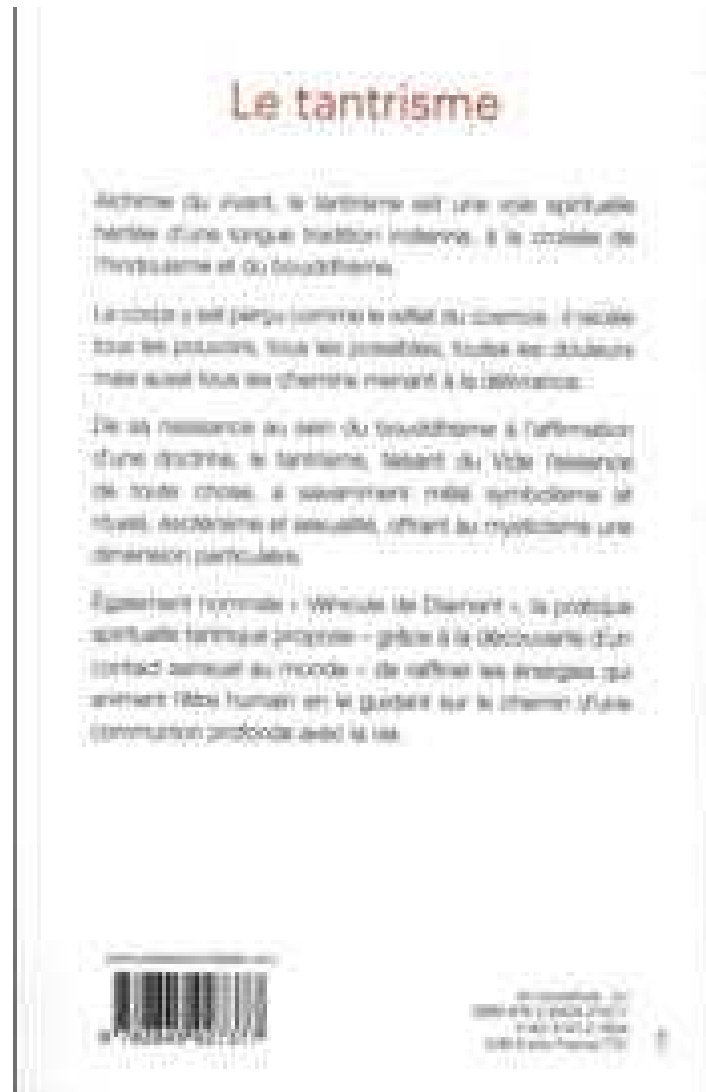 Le tantrisme
Alchimie du vivant, le tantrisme est une voie spirituelle
héritée d'une longue tradition indienne, à la croisée de
l'hindouisme et du bouddhisme.
Le corps y est perçu comme le reflet du cosmos : il recèle
tous les pouvoirs, tous les possibles, toutes les douleurs
mais aussi tous les chemins menant à la délivrance.
De sa naissance au sein du bouddhisme à l'affirmation
d'une doctrine, le tantrisme, faisant du Vide l'essence
de toute chose, a savamment mêlé symbolisme et
rituel, ésotérisme et sexualité, offrant au mysticisme une
dimension particulière.
Également nommée « Véhicule de Diamant », la pratique
spirituelle tantrique propose – grâce à la découverte d'un
contact sensuel au monde – de raffiner les énergies qui
animent l'être humain en le guidant sur le chemin d'une
communion profonde avec la vie.